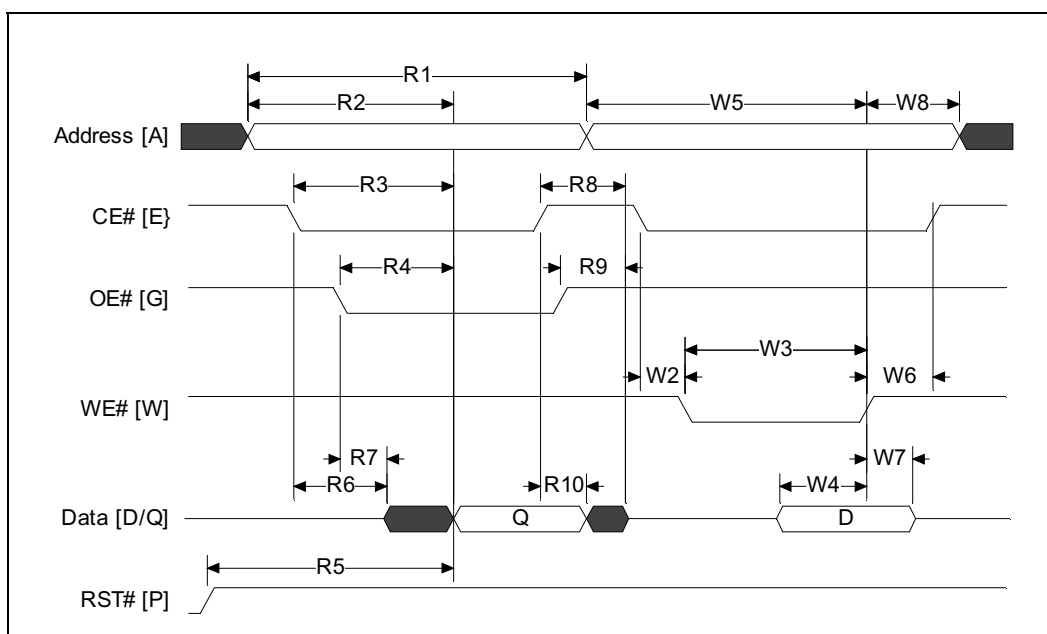 R1
R2 W5 W8
Address [A]
R3 R8
CE# [E}
R4 R9
OE# [G]
W3
W2 W6
WE# [W]
R7 W7
R6 R10 W4
Data [D/Q] Q D
R5
RST# [P]